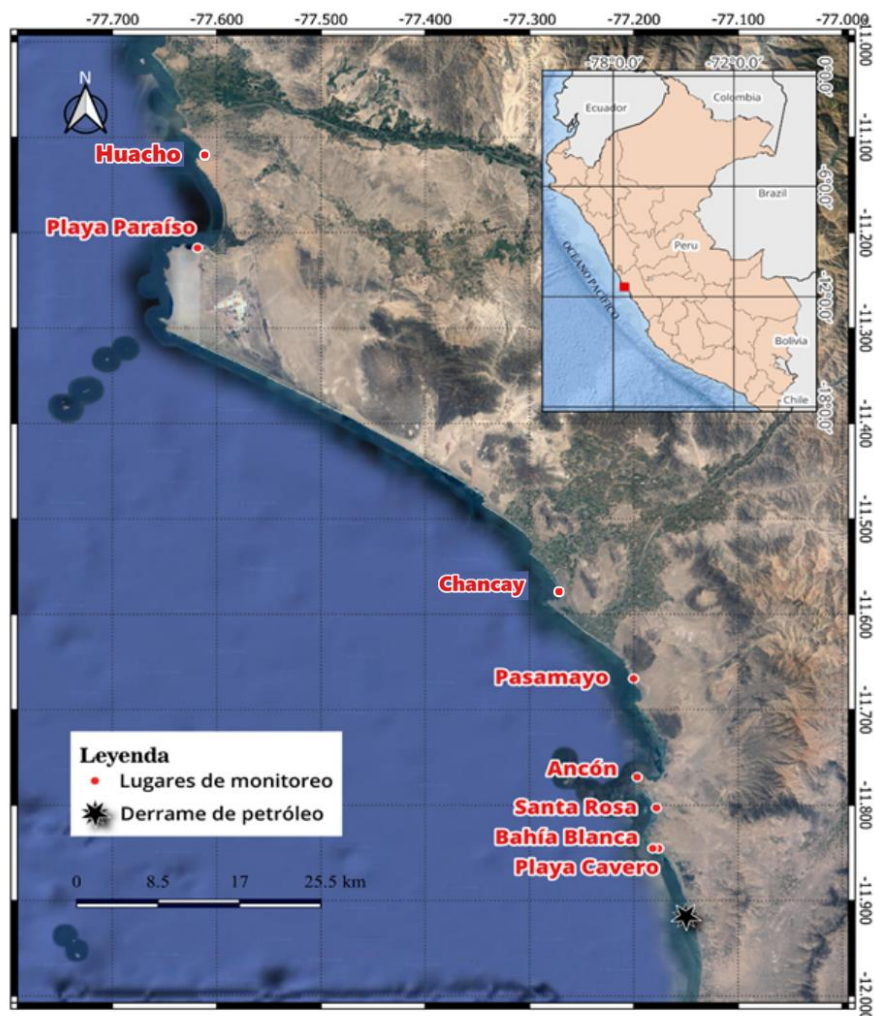 -77.700 -77.600 -77.500 -77.400 -77.300 -77.200 -77.100 -77.000
-11.000
-11.100
-11.200
-11.300
-11.400
-11.500
-11.600
-11.700
-11.800
-11.900
-12.000
N
Huacho
Playa Paraíso
Chancay
Pasamayo
Ancón
Santa Rosa
Bahía Blanca
Playa Cavero
-78°0.0' -72°0.0'
0°0.0'
-6°0.0'
-12°0.0'
-18°0.0'
Ecuador
Colombia
Brazil
Peru
OCEANO PACIFICO
Bolivia
Chile
Leyenda
Lugares de monitoreo
Derrame de petróleo
0 8.5 17 25.5 km